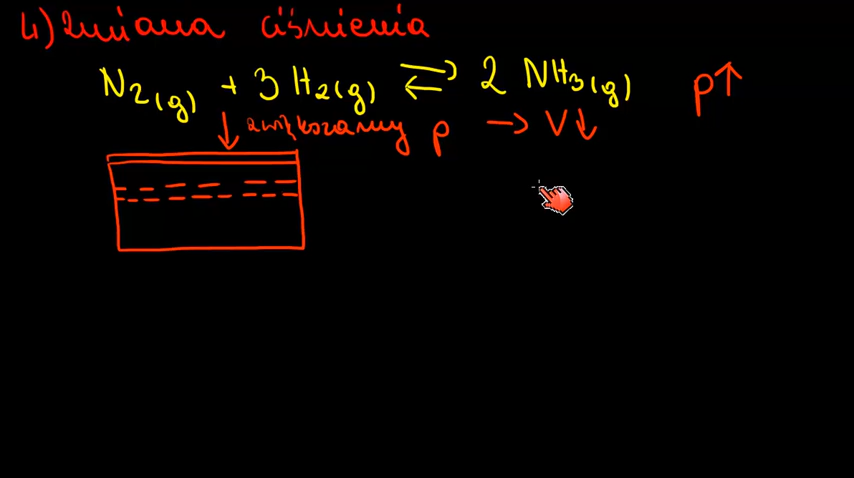 4) zmiana ciśnienia
N2(g) + 3 H2(g) ⇄ 2 NH3(g) p↑
↓ zwiększamy p → V↓